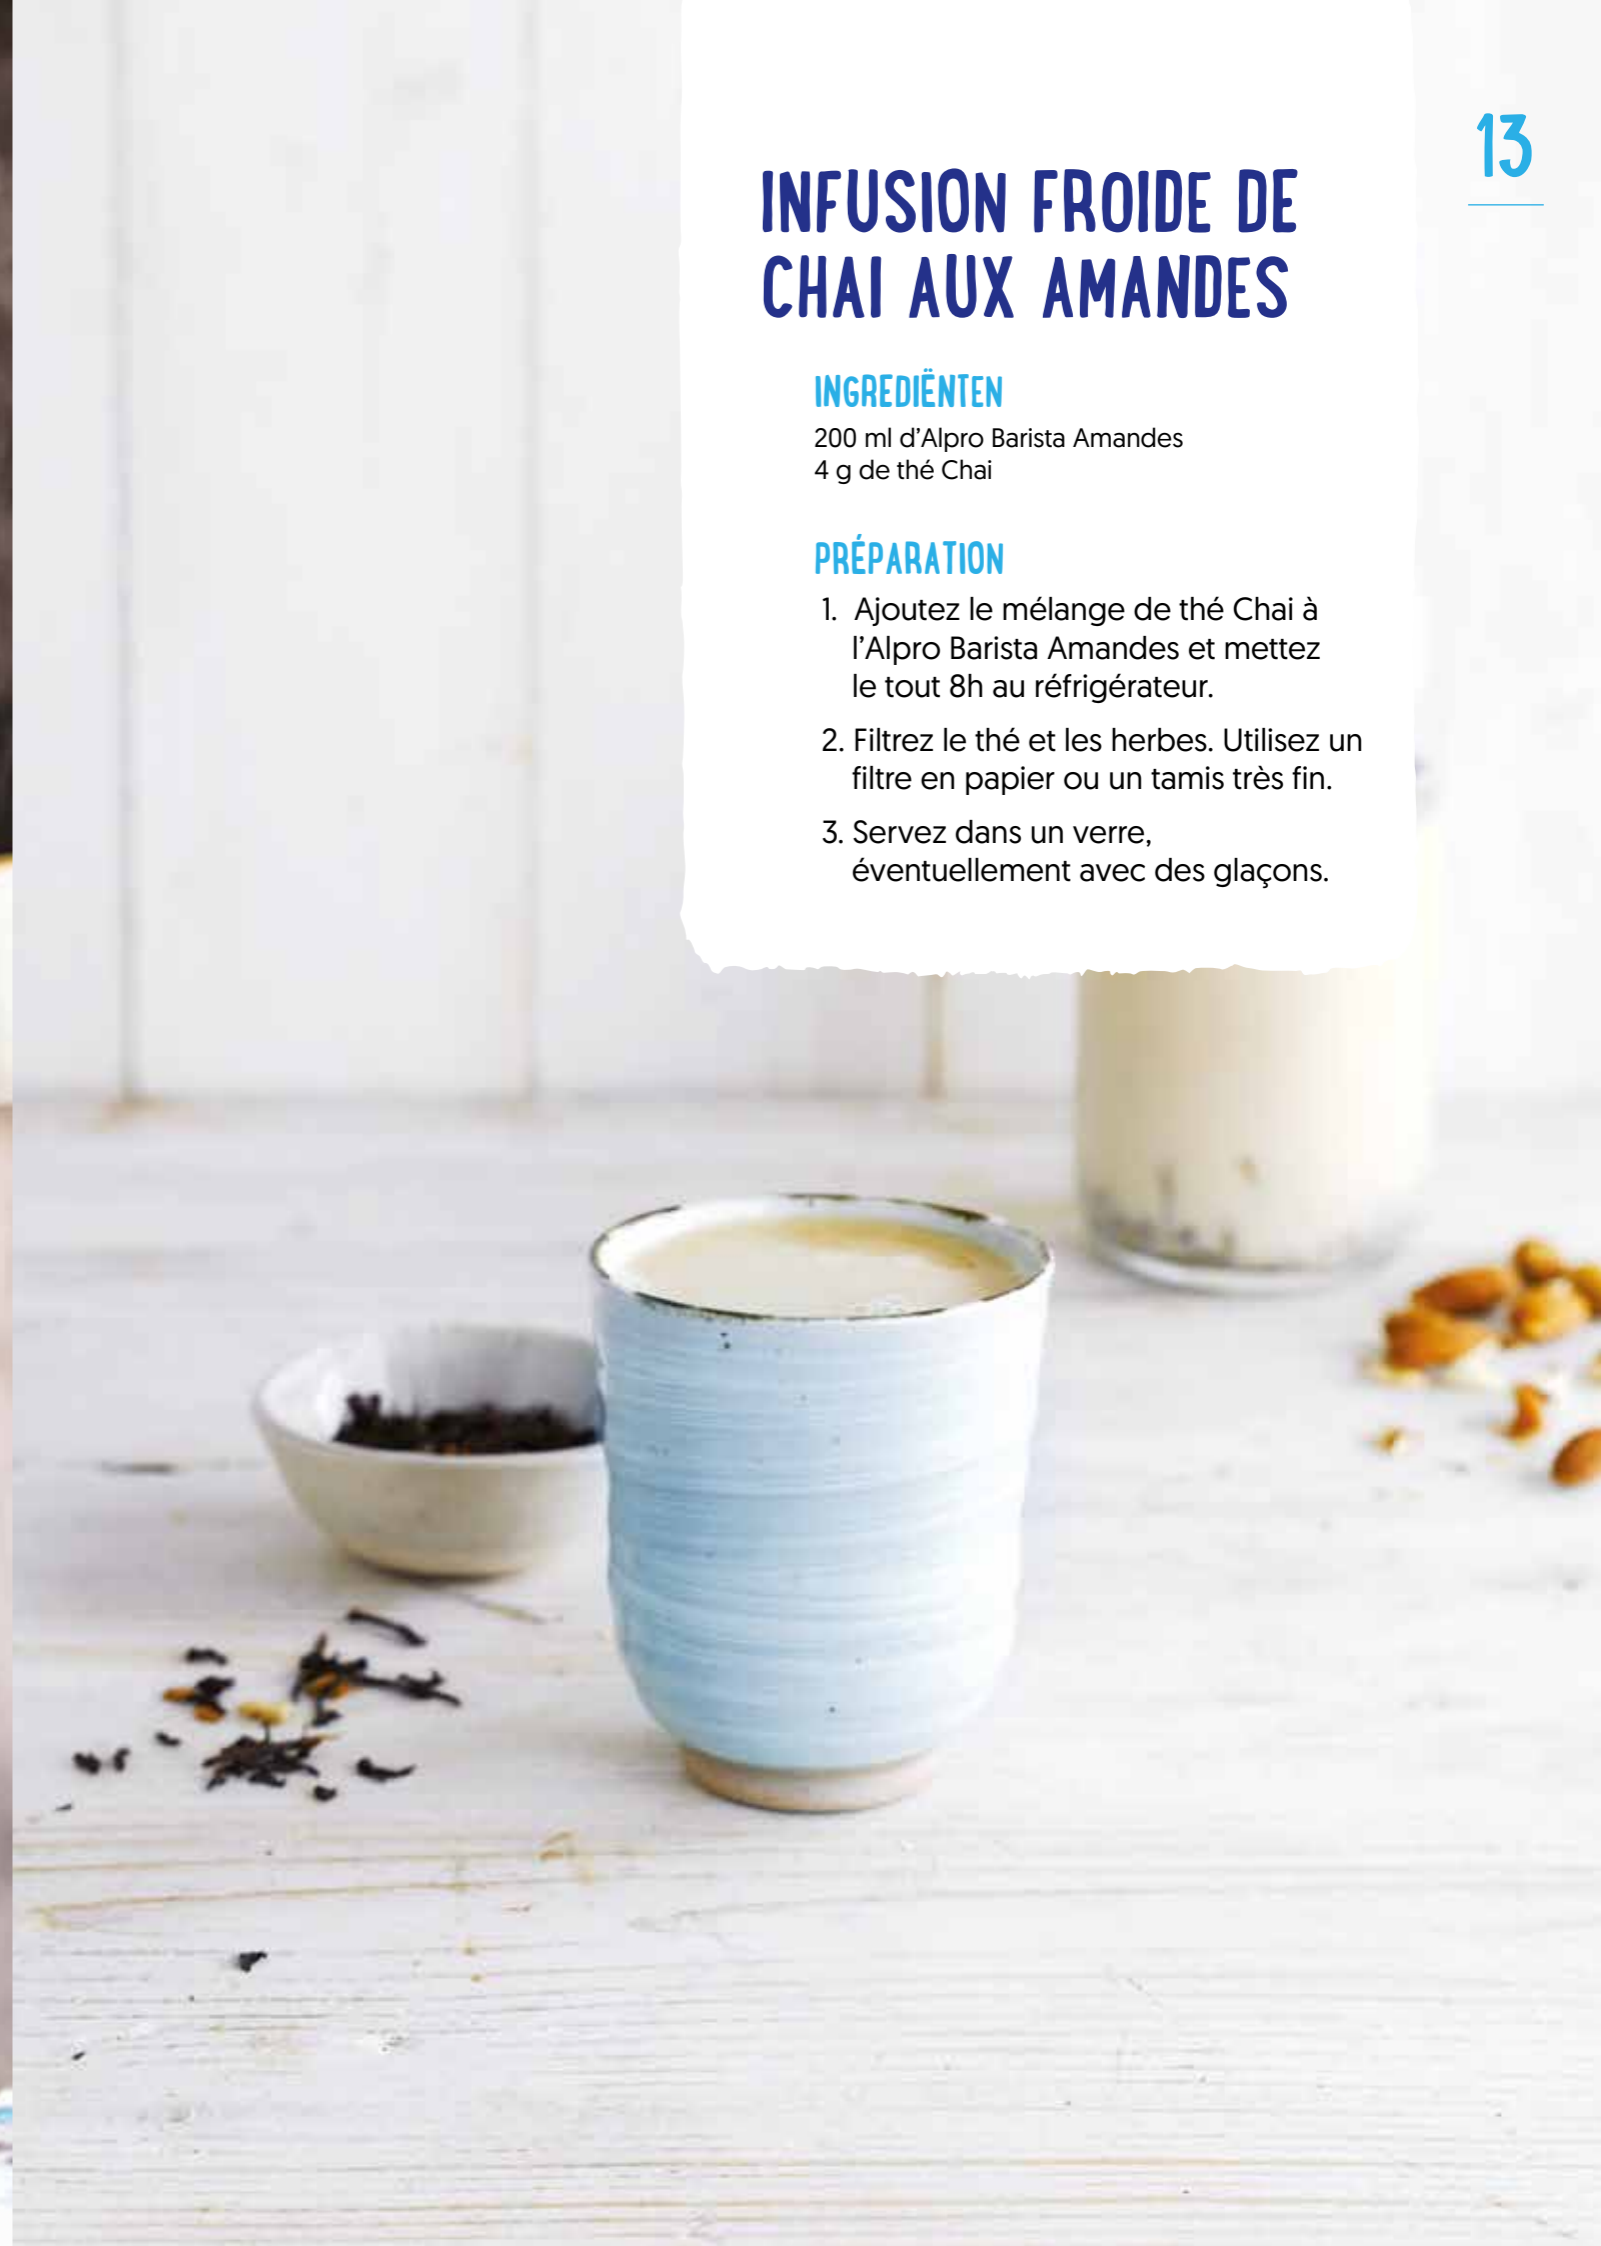 13
INFUSION FROIDE DE
CHAI AUX AMANDES
INGREDIËNTEN
200 ml d'Alpro Barista Amandes
4 g de thé Chai
PRÉPARATION
1. Ajoutez le mélange de thé Chai à
l'Alpro Barista Amandes et mettez
le tout 8h au réfrigérateur.
2. Filtrez le thé et les herbes. Utilisez un
filtre en papier ou un tamis très fin.
3. Servez dans un verre,
éventuellement avec des glaçons.